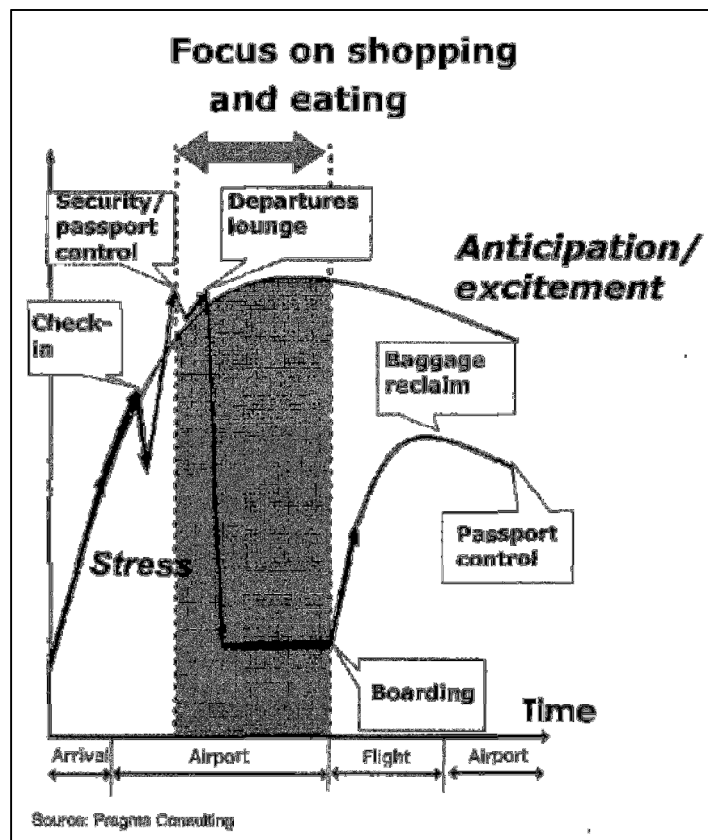 Focus on shopping
and eating
Security/
passport
control
Departures
lounge
Anticipation/
excitement
Check-
in
Baggage
reclaim
Stress
Passport
control
Boarding
Time
Arrival
Airport
Flight
Airport
Source: Pragma Consulting